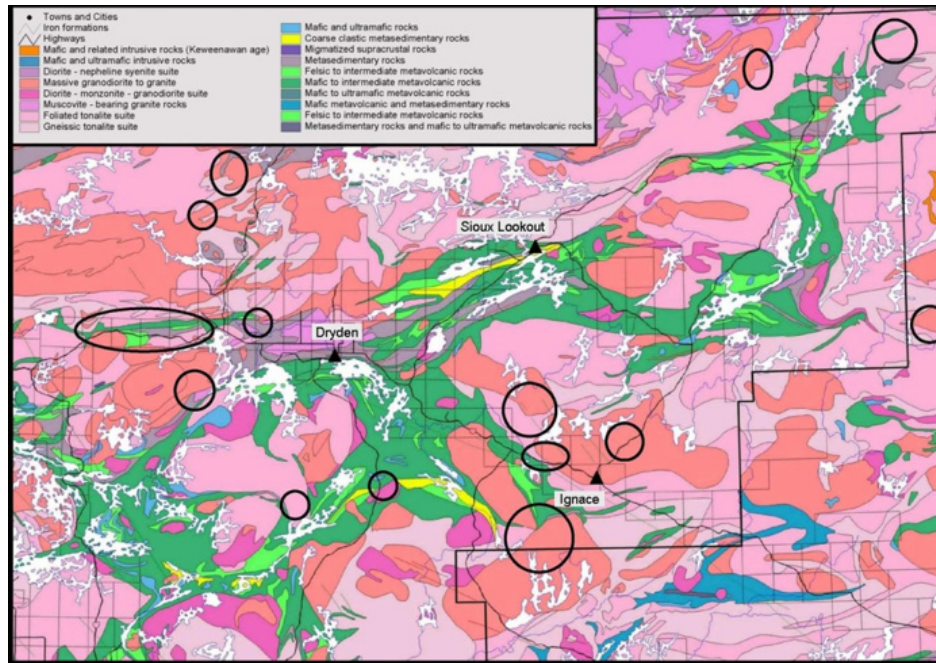 Towns and Cities
Iron formations
Highways
Mafic and related intrusive rocks (Keweenawan age)
Mafic and ultramafic intrusive rocks
Diorite - nepheline syenite suite
Massive granodiorite to granite
Diorite - monzonite - granodiorite suite
Muscovite - bearing granite rocks
Foliated tonalite suite
Gneissic tonalite suite
Mafic and ultramafic rocks
Coarse clastic metasedimentary rocks
Migmatized supracrustal rocks
Metasedimentary rocks
Felsic to intermediate metavolcanic rocks
Mafic to intermediate metavolcanic rocks
Mafic to ultramafic metavolcanic rocks
Mafic metavolcanic and metasedimentary rocks
Felsic to intermediate metavolcanic rocks
Metasedimentary rocks and mafic to ultramafic metavolcanic rocks
Sioux Lookout
Dryden
Ignace